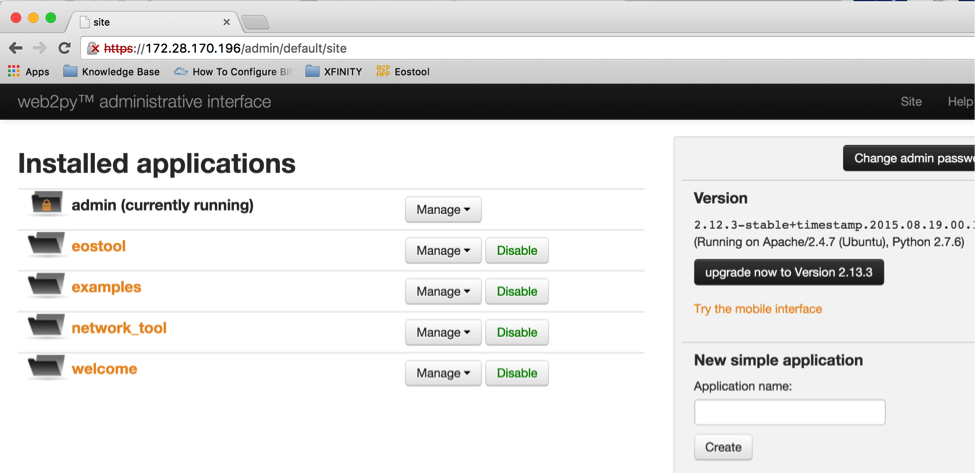 site
https://172.28.170.196/admin/default/site
Apps Knowledge Base How To Configure XFINITY Eostool
web2py™ administrative interface Site Help
Installed applications
admin (currently running) Manage
eostool Manage Disable
examples Manage Disable
network_tool Manage Disable
welcome Manage Disable
Change admin passw
Version
2.12.3-stable+timestamp.2015.08.19.00.
(Running on Apache/2.4.7 (Ubuntu), Python 2.7.6)
upgrade now to Version 2.13.3
Try the mobile interface
New simple application
Application name:
Create